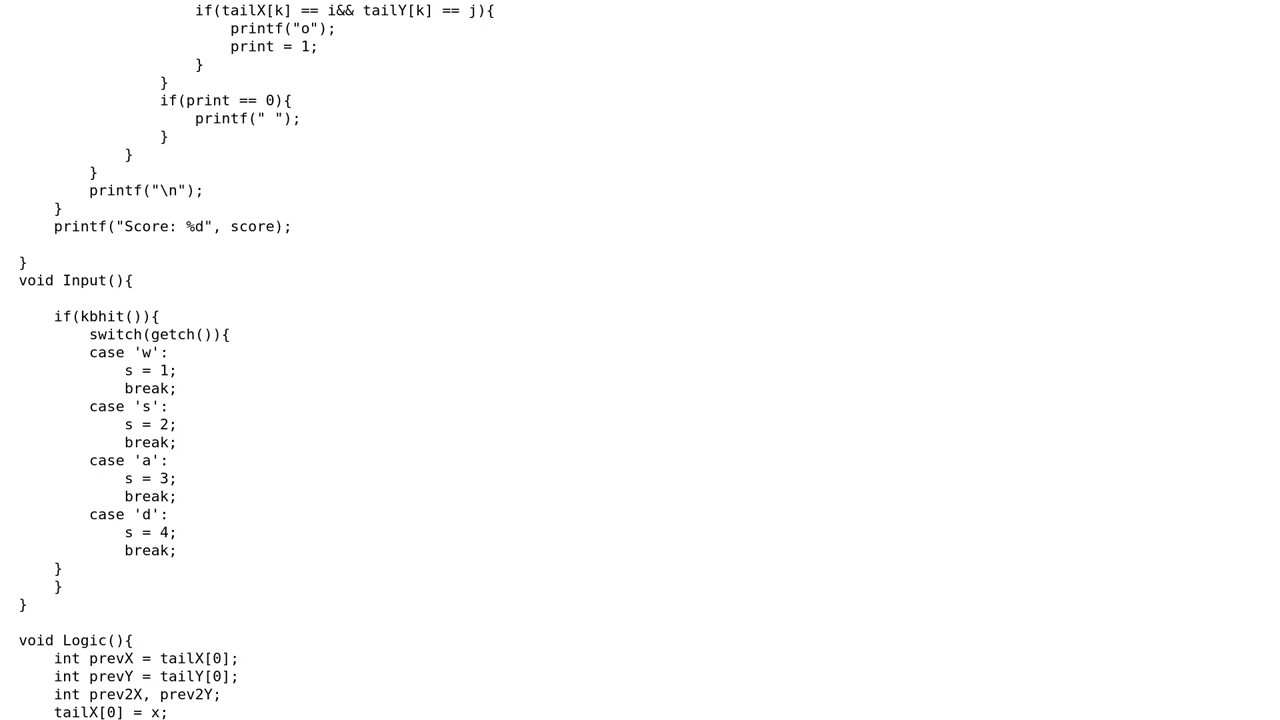 if(tailX[k] == i&& tailY[k] == j){
                        printf("o");
                        print = 1;
                    }
                }
                if(print == 0){
                    printf(" ");
                }
            }
        }
        printf("\n");
    }
    printf("Score: %d", score);

}
void Input(){

    if(kbhit()){
        switch(getch()){
        case 'w':
            s = 1;
            break;
        case 's':
            s = 2;
            break;
        case 'a':
            s = 3;
            break;
        case 'd':
            s = 4;
            break;
    }
    }
}

void Logic(){
    int prevX = tailX[0];
    int prevY = tailY[0];
    int prev2X, prev2Y;
    tailX[0] = x;